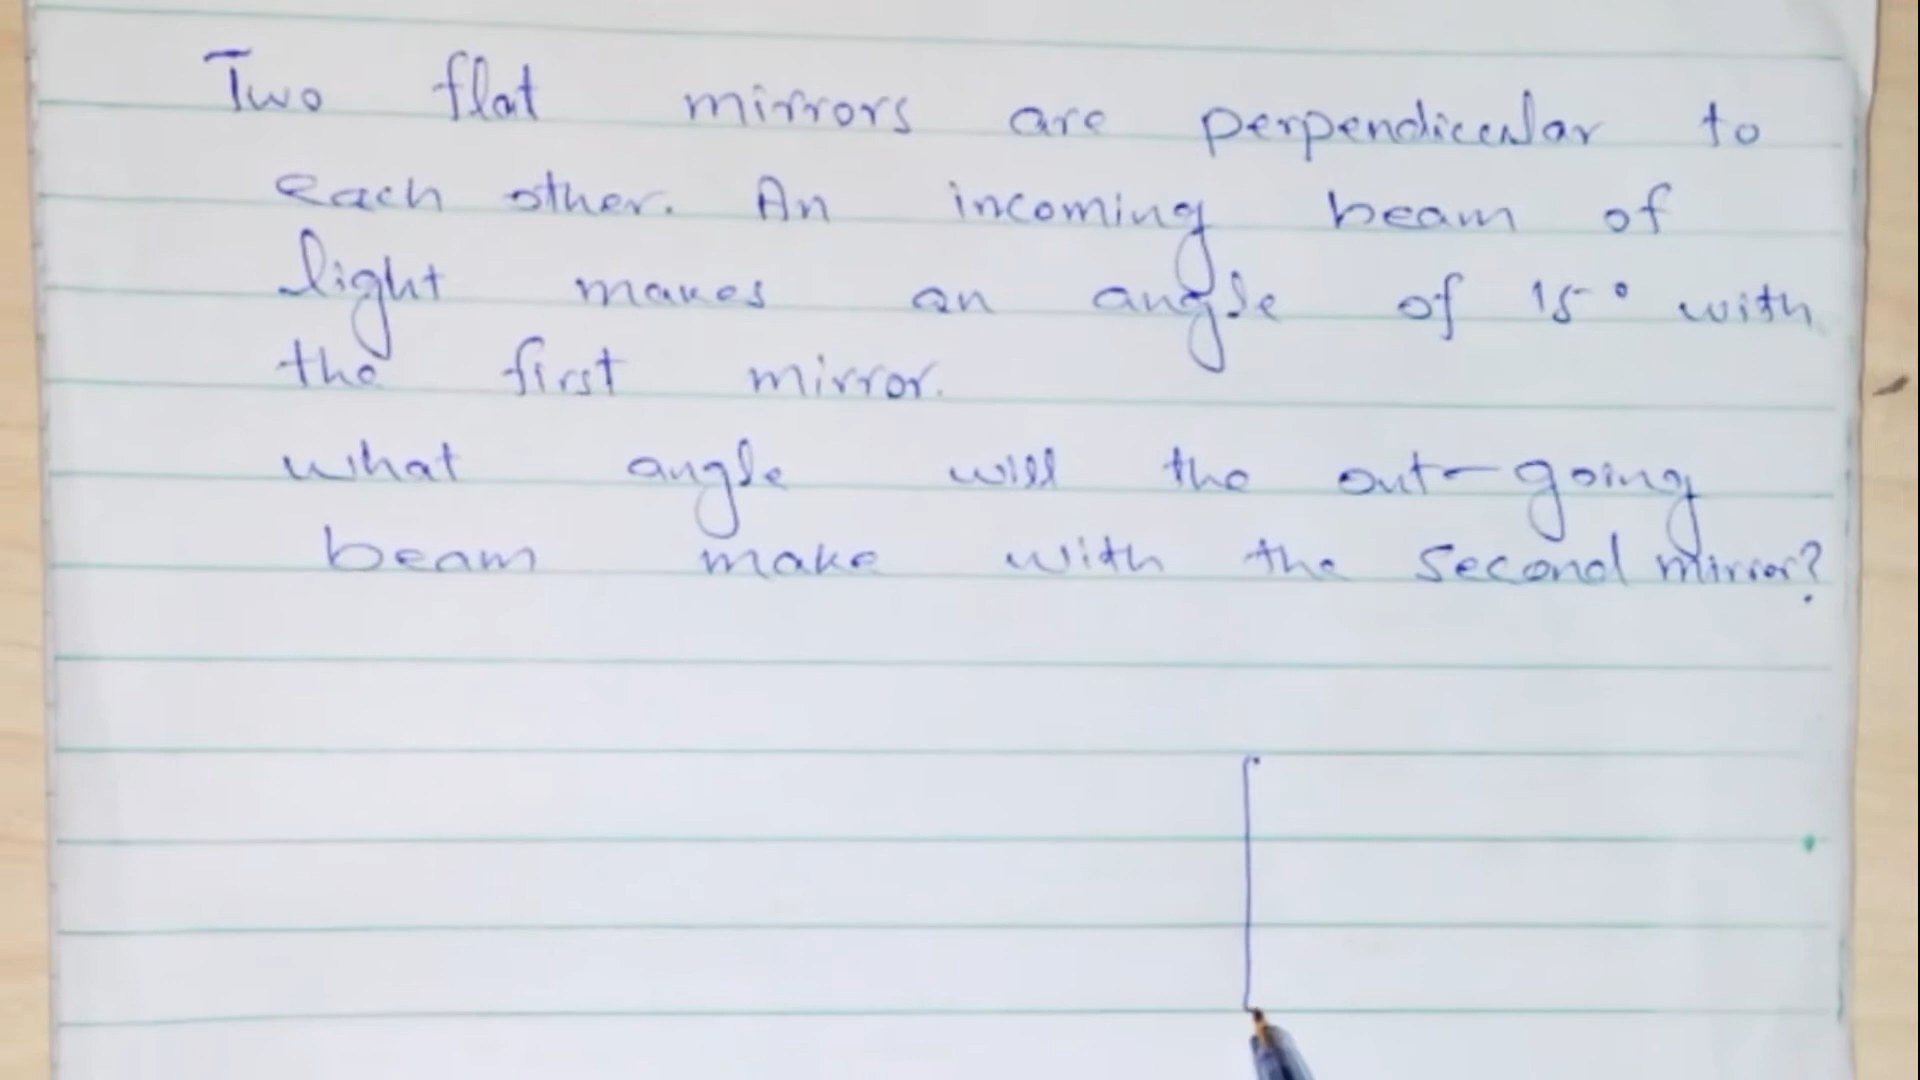 Two flat mirrors are perpendicular to
each other. An incoming beam of
light makes an angle of 15° with
the first mirror.
what angle will the out-going
beam make with the second mirror?